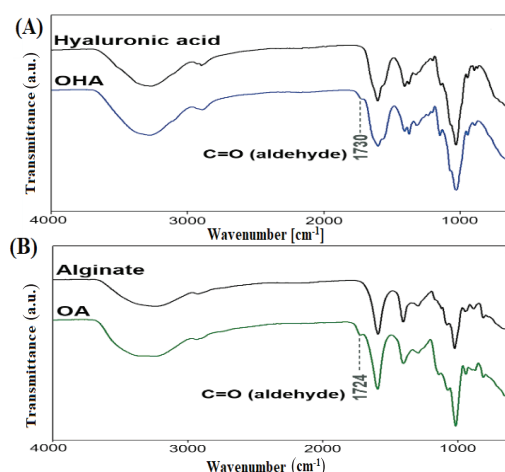 (A)
Hyaluronic acid
OHA
C=O (aldehyde)
1730
Transmittance (a.u.)
4000 3000 2000 1000
Wavenumber [cm-1]
(B)
Alginate
OA
C=O (aldehyde)
1724
Transmittance (a.u.)
4000 3000 2000 1000
Wavenumber (cm-1)